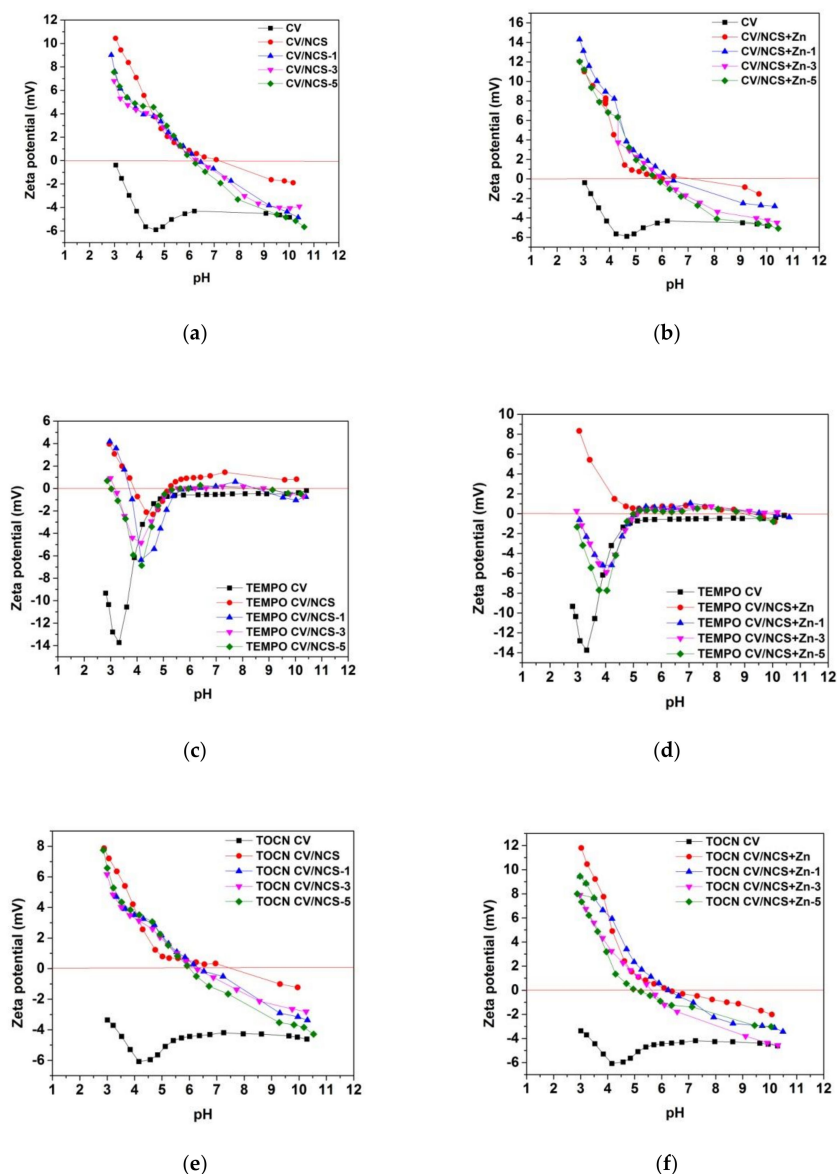 CV
CV/NCS
CV/NCS-1
CV/NCS-3
CV/NCS-5
Zeta potential (mV)
12
10
8
6
4
2
0
-2
-4
-6
1 2 3 4 5 6 7 8 9 10 11 12
pH
(a)
CV
CV/NCS+Zn
CV/NCS+Zn-1
CV/NCS+Zn-3
CV/NCS+Zn-5
Zeta potential (mV)
16
14
12
10
8
6
4
2
0
-2
-4
-6
1 2 3 4 5 6 7 8 9 10 11 12
pH
(b)
Zeta potential (mV)
6
4
2
0
-2
-4
-6
-8
-10
-12
-14
TEMPO CV
TEMPO CV/NCS
TEMPO CV/NCS-1
TEMPO CV/NCS-3
TEMPO CV/NCS-5
1 2 3 4 5 6 7 8 9 10 11 12
pH
(c)
Zeta potential (mV)
10
8
6
4
2
0
-2
-4
-6
-8
-10
-12
-14
TEMPO CV
TEMPO CV/NCS+Zn
TEMPO CV/NCS+Zn-1
TEMPO CV/NCS+Zn-3
TEMPO CV/NCS+Zn-5
1 2 3 4 5 6 7 8 9 10 11 12
pH
(d)
TOCN CV
TOCN CV/NCS
TOCN CV/NCS-1
TOCN CV/NCS-3
TOCN CV/NCS-5
Zeta potential (mV)
8
6
4
2
0
-2
-4
-6
1 2 3 4 5 6 7 8 9 10 11 12
pH
(e)
TOCN CV
TOCN CV/NCS+Zn
TOCN CV/NCS+Zn-1
TOCN CV/NCS+Zn-3
TOCN CV/NCS+Zn-5
Zeta potential (mV)
12
10
8
6
4
2
0
-2
-4
-6
1 2 3 4 5 6 7 8 9 10 11 12
pH
(f)